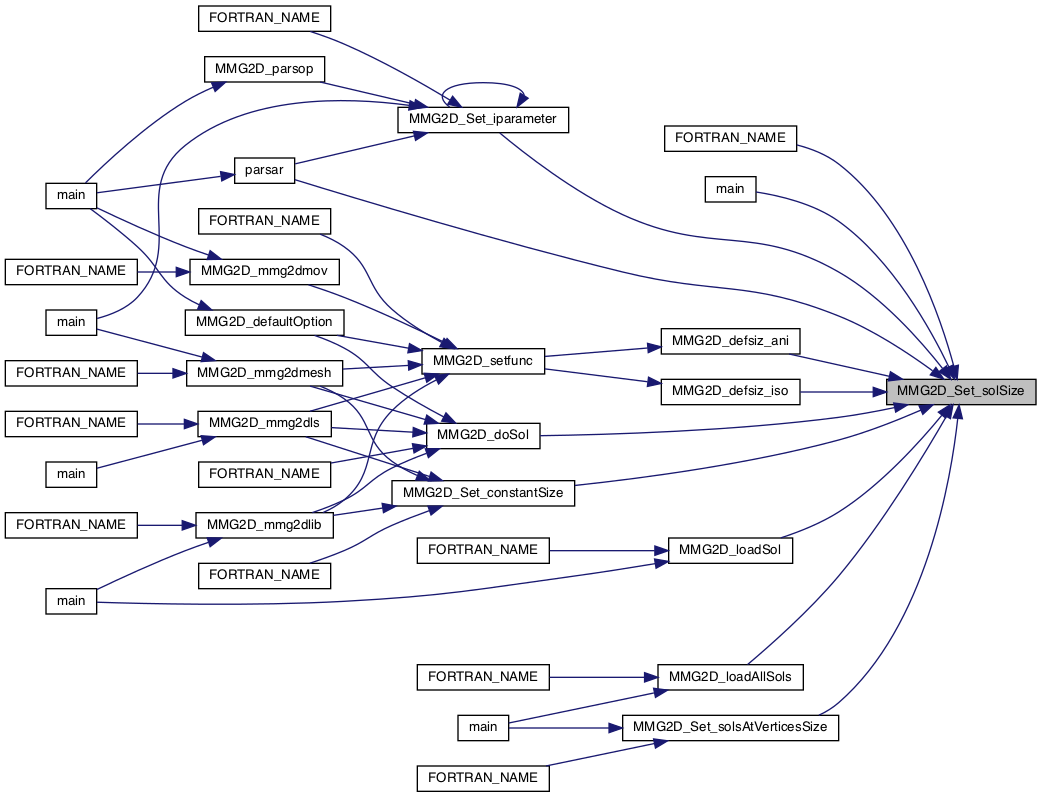 FORTRAN_NAME
MMG2D_parsop
MMG2D_Set_iparameter
FORTRAN_NAME
parsar
main
main
FORTRAN_NAME
FORTRAN_NAME
MMG2D_mmg2dmov
MMG2D_defaultOption
main
MMG2D_defsiz_ani
MMG2D_setfunc
FORTRAN_NAME
MMG2D_mmg2dmesh
MMG2D_defsiz_iso
MMG2D_Set_solSize
FORTRAN_NAME
MMG2D_mmg2dls
MMG2D_doSol
main
FORTRAN_NAME
MMG2D_Set_constantSize
FORTRAN_NAME
MMG2D_mmg2dlib
FORTRAN_NAME
MMG2D_loadSol
FORTRAN_NAME
main
FORTRAN_NAME
MMG2D_loadAllSols
main
MMG2D_Set_solsAtVerticesSize
FORTRAN_NAME